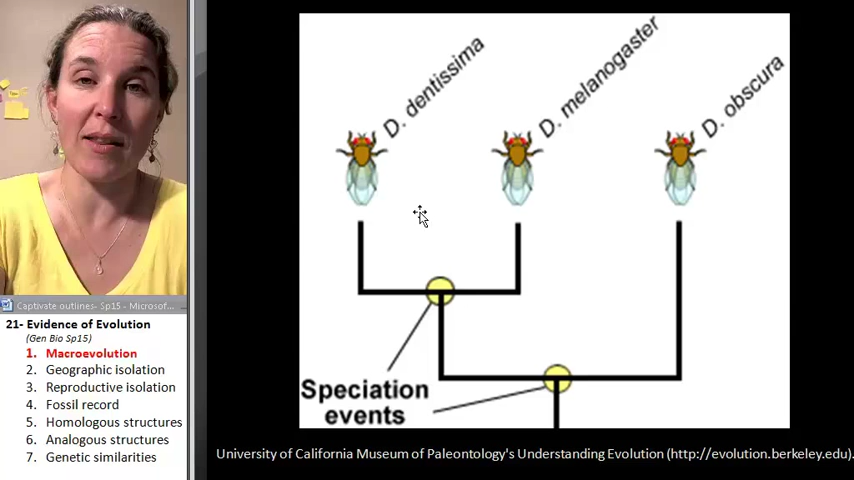 D. dentissima
D. melanogaster
D. obscura
Speciation
events
Captivate outlines- Sp15 - Microsof...
21- Evidence of Evolution
(Gen Bio Sp15)
1. Macroevolution
2. Geographic isolation
3. Reproductive isolation
4. Fossil record
5. Homologous structures
6. Analogous structures
7. Genetic similarities
University of California Museum of Paleontology's Understanding Evolution (http://evolution.berkeley.edu).